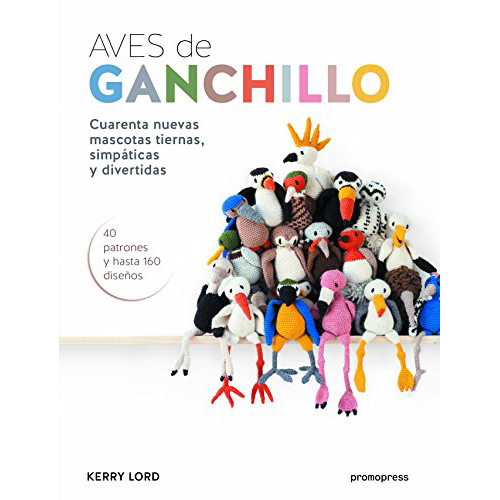 AVES de
GANCHILLO
Cuarenta nuevas
mascotas tiernas,
simpáticas
y divertidas
40
patrones
y hasta 160
diseños
KERRY LORD
promopress